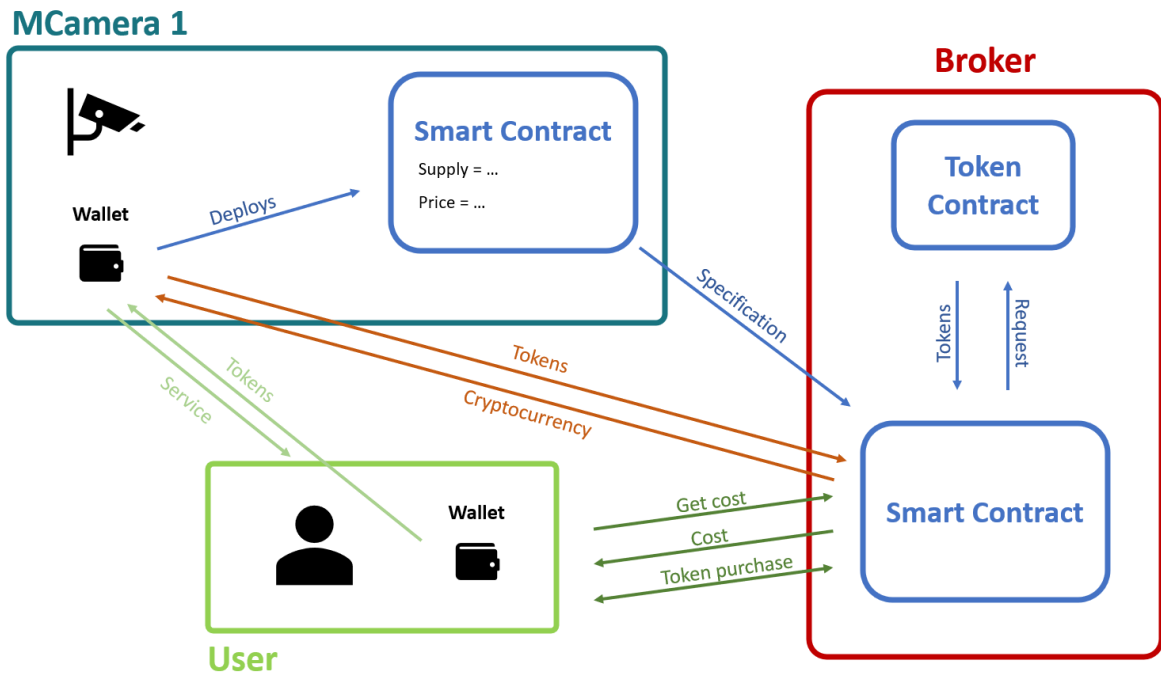 MCamera 1
Broker
Smart Contract
Supply = ...
Price = ...
Token
Contract
Wallet
Deploys
Specification
Tokens
Request
Tokens
Cryptocurrency
Tokens
Service
Wallet
Get cost
Cost
Token purchase
Smart Contract
User